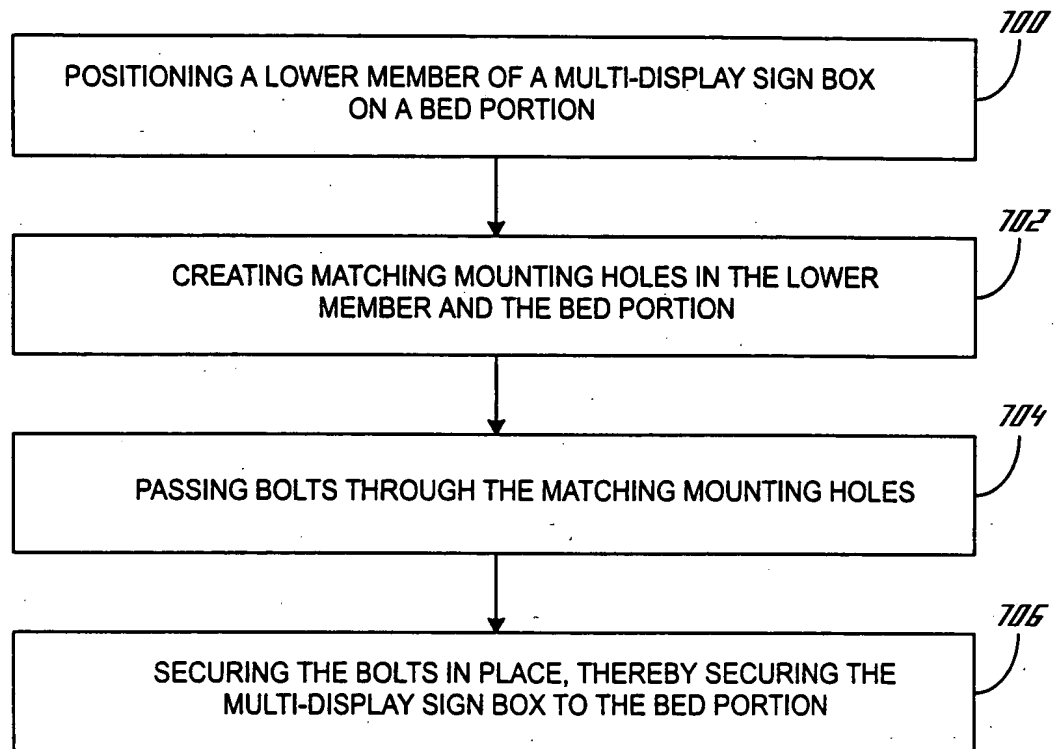 700
POSITIONING A LOWER MEMBER OF A MULTI-DISPLAY SIGN BOX
ON A BED PORTION
702
CREATING MATCHING MOUNTING HOLES IN THE LOWER
MEMBER AND THE BED PORTION
704
PASSING BOLTS THROUGH THE MATCHING MOUNTING HOLES
706
SECURING THE BOLTS IN PLACE, THEREBY SECURING THE
MULTI-DISPLAY SIGN BOX TO THE BED PORTION